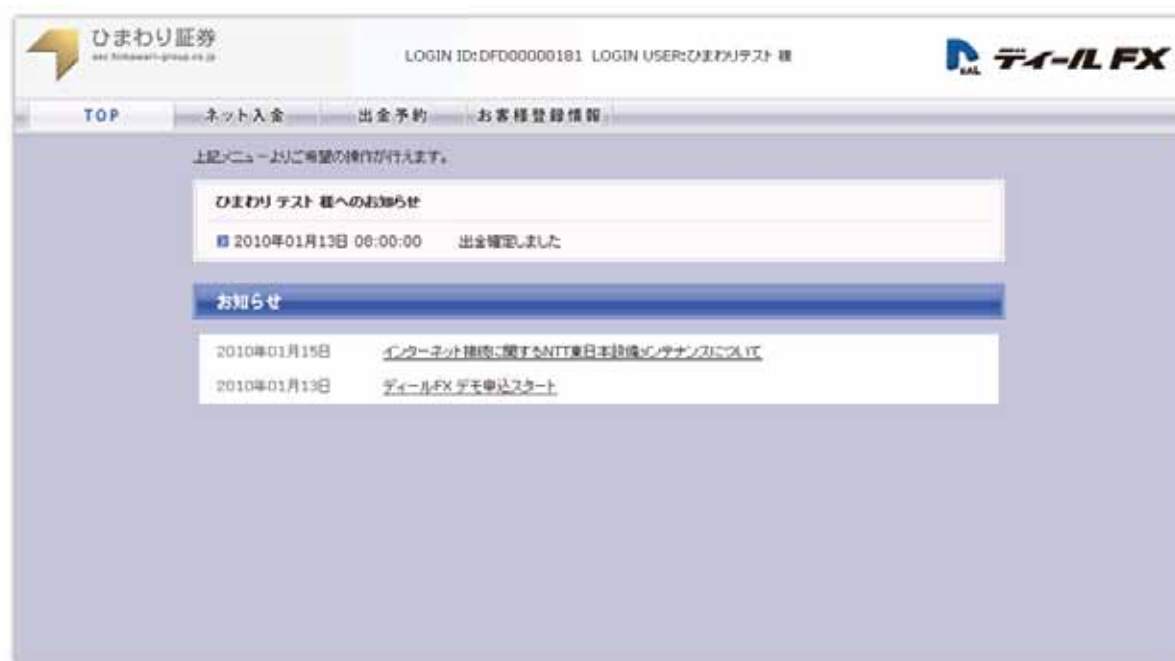 ひまわり証券
sec.himawari-group.co.jp
LOGIN ID:DFD00000181 LOGIN USER:ひまわりテスト 様
ディールFX
TOP
ネット入金
出金予約
お客様登録情報
上記メニューよりご希望の操作が行えます。
ひまわり テスト 様へのお知らせ
2010年01月13日 06:00:00 出金確定しました
お知らせ
2010年01月15日 インターネット接続に関するNTT東日本設備メンテナンスについて
2010年01月13日 ディールFX デモ申込スタート